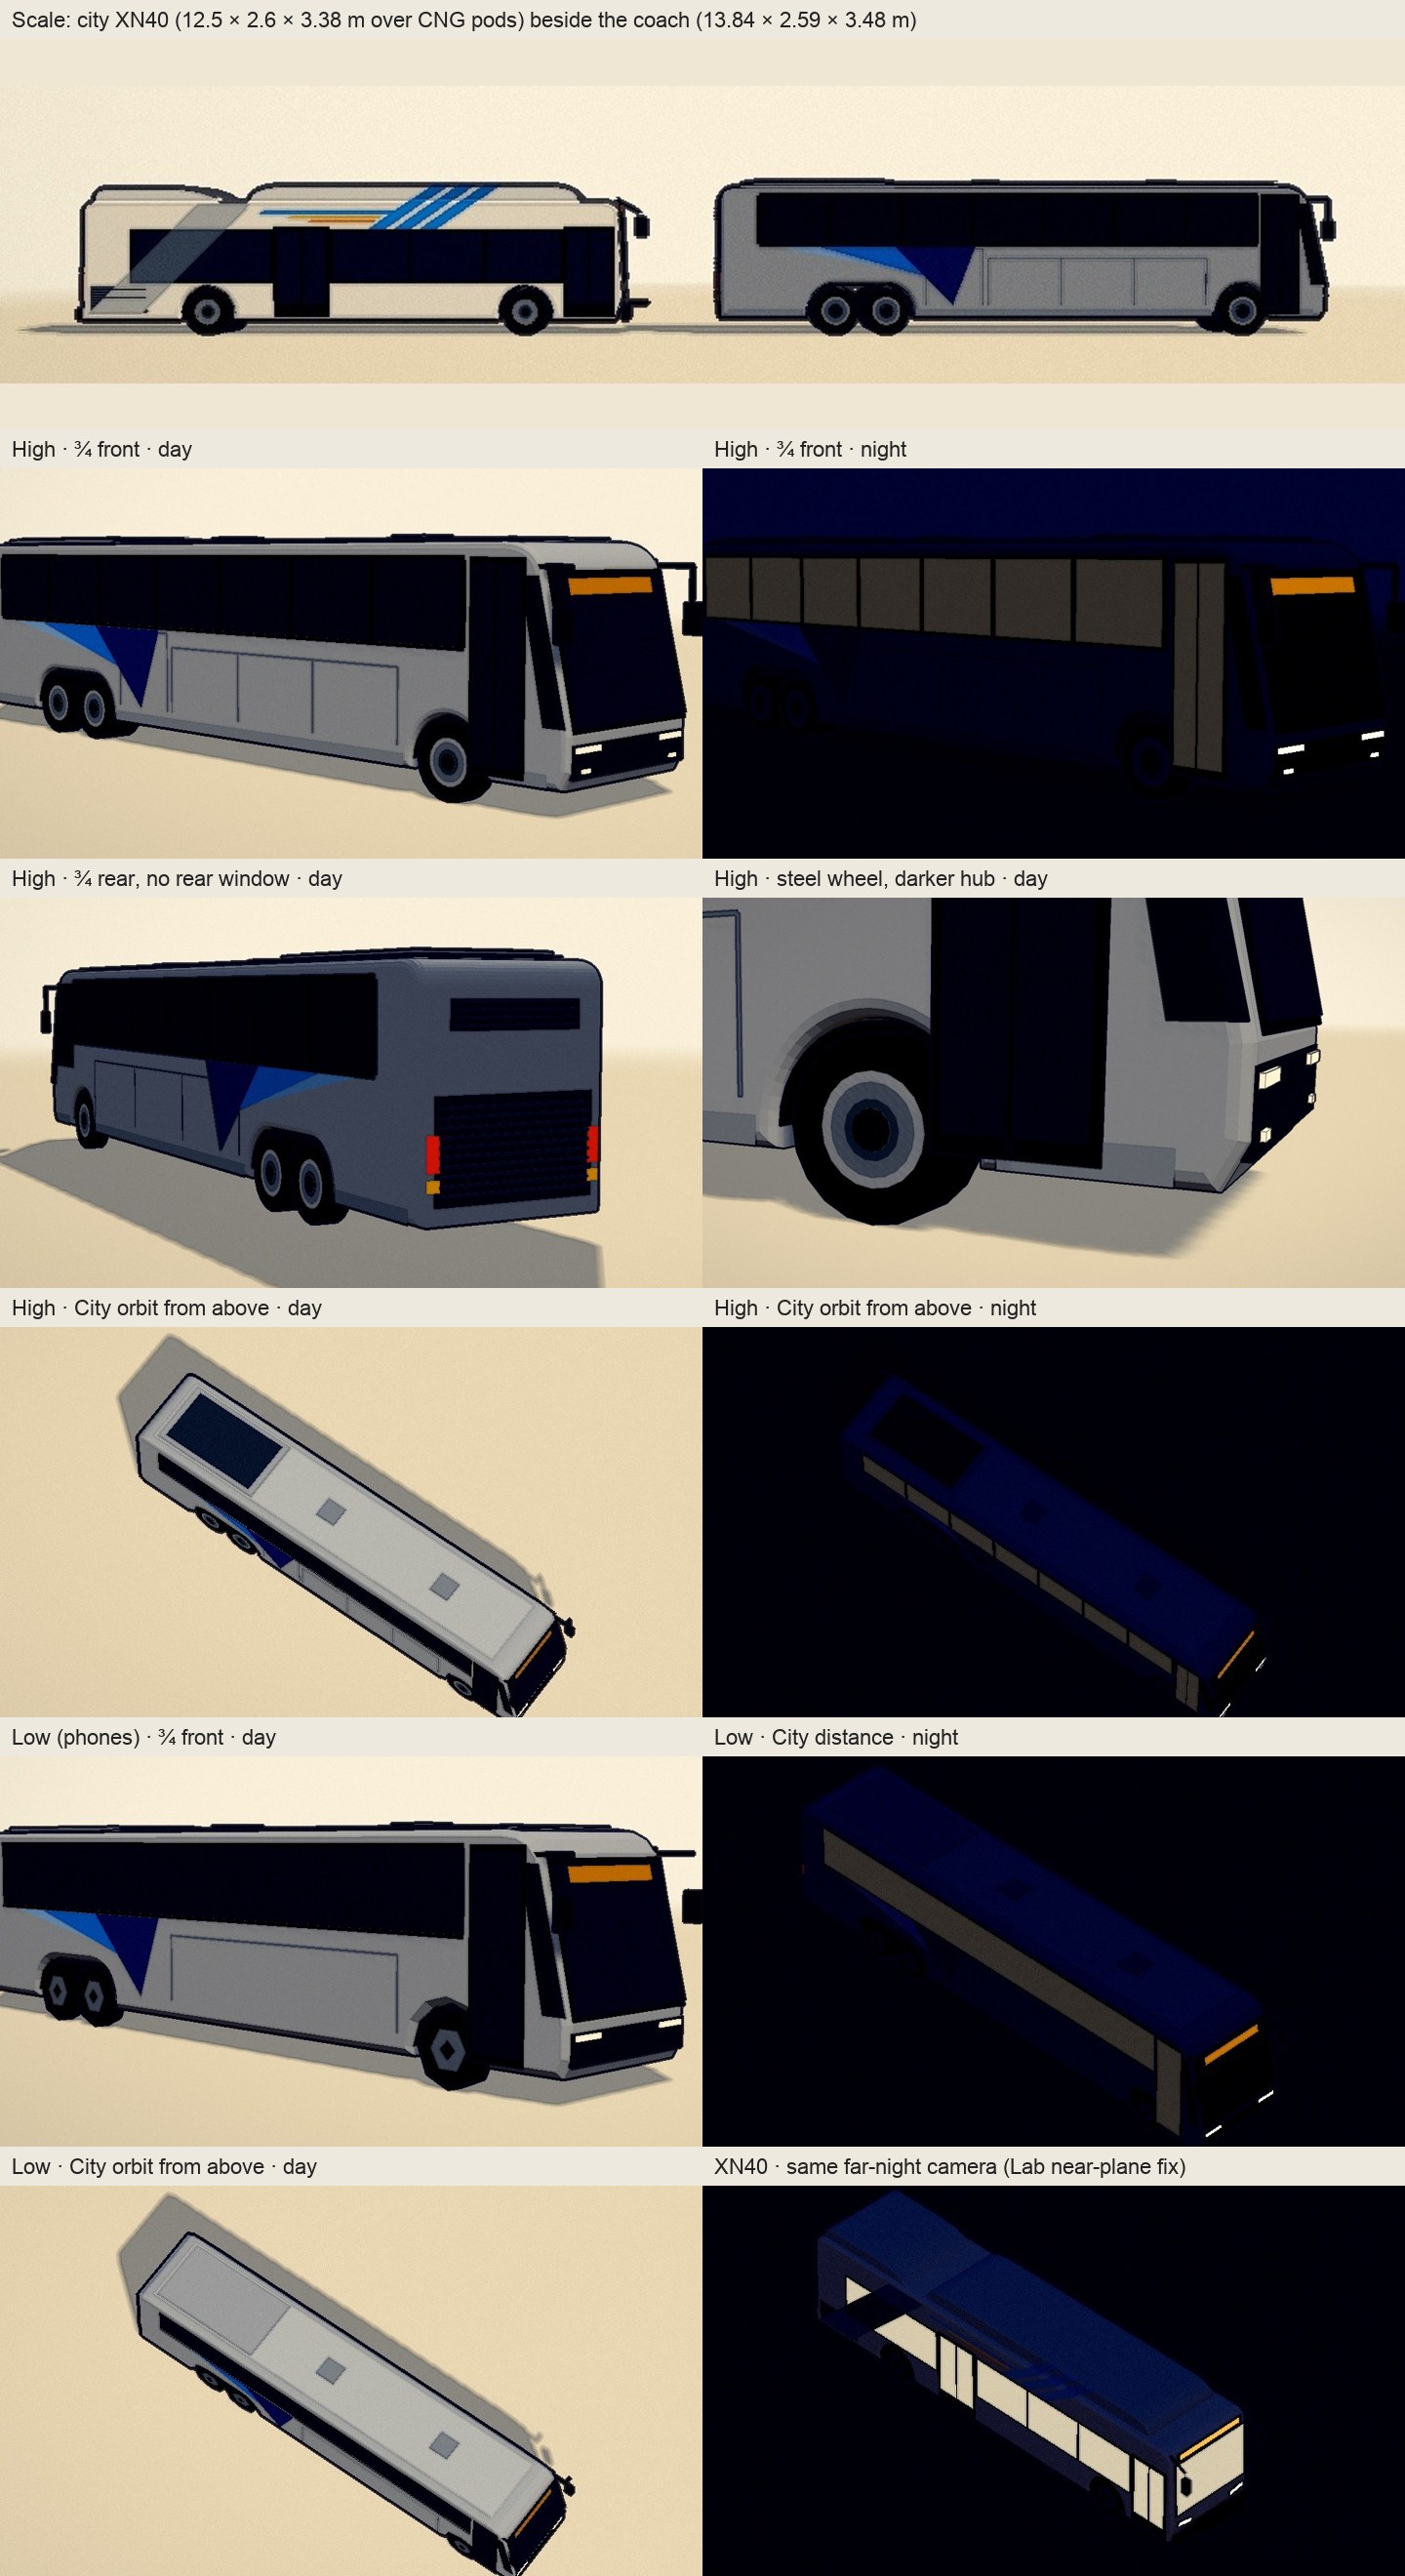 Scale: city XN40 (12.5 × 2.6 × 3.38 m over CNG pods) beside the coach (13.84 × 2.59 × 3.48 m)
High · ¾ front · day
High · ¾ front · night
High · ¾ rear, no rear window · day
High · steel wheel, darker hub · day
High · City orbit from above · day
High · City orbit from above · night
Low (phones) · ¾ front · day
Low · City distance · night
Low · City orbit from above · day
XN40 · same far-night camera (Lab near-plane fix)